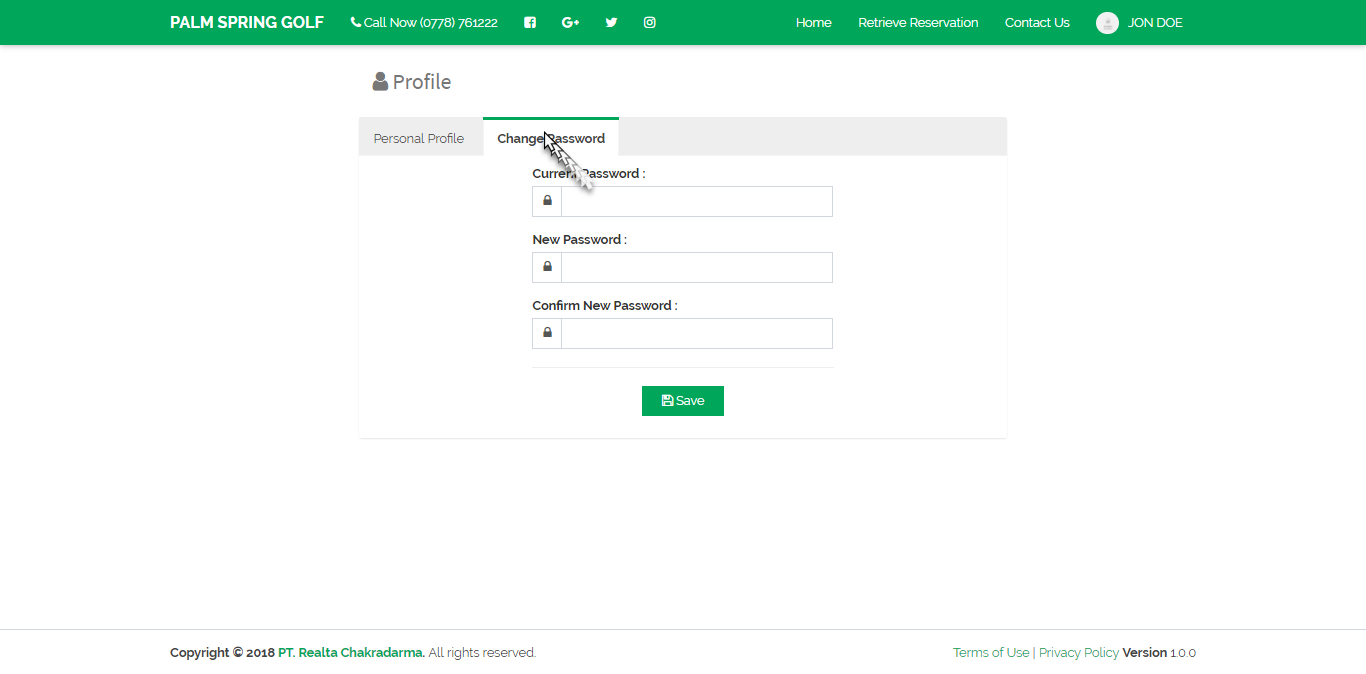 PALM SPRING GOLF Call Now (0778) 761222 Home Retrieve Reservation Contact Us JON DOE
Profile
Personal Profile Change Password
Current Password :
New Password :
Confirm New Password :
Save
Copyright © 2018 PT. Realta Chakradarma. All rights reserved. Terms of Use | Privacy Policy Version 1.0.0